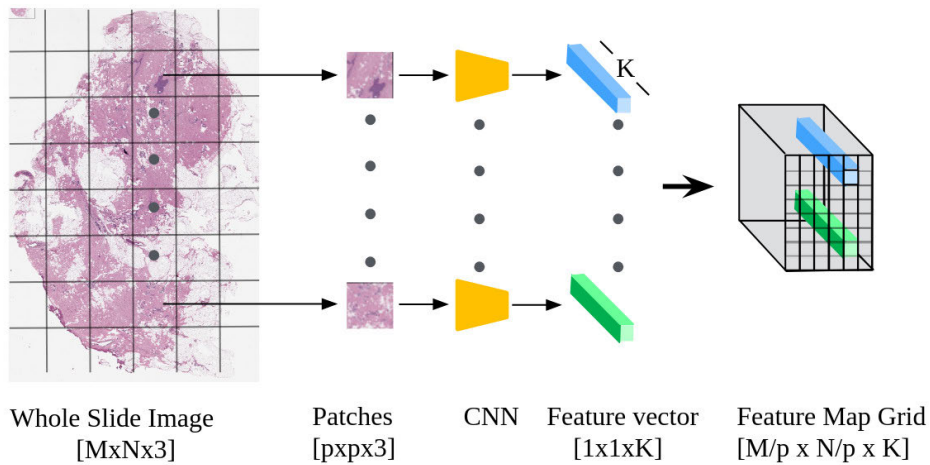 K
Whole Slide Image
[MxNx3]
Patches
[pxpx3]
CNN
Feature vector
[1x1xK]
Feature Map Grid
[M/p x N/p x K]